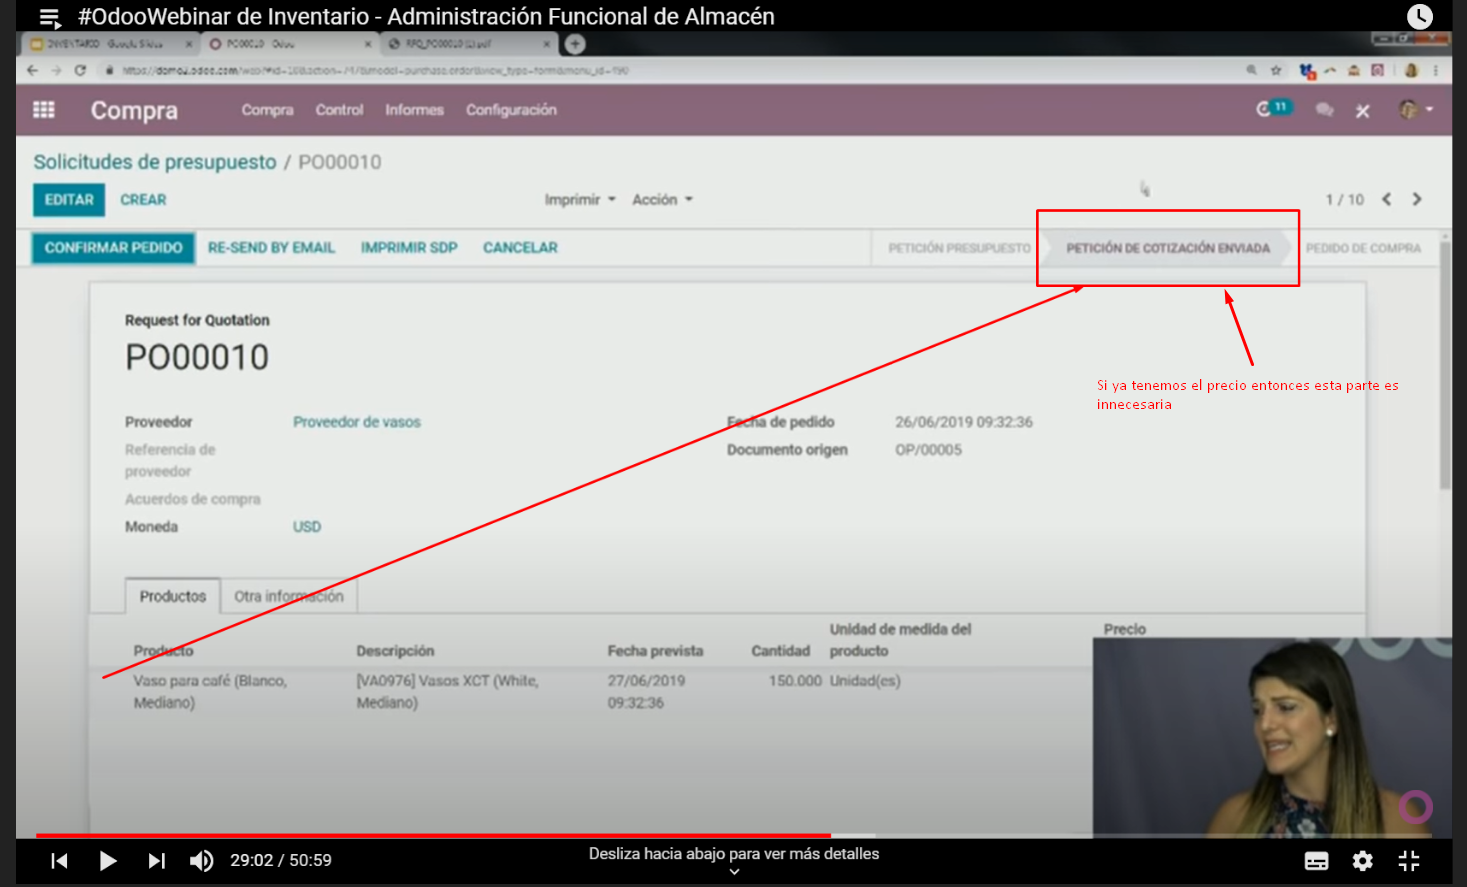 #OdooWebinar de Inventario - Administración Funcional de Almacén
PO00010 - Odoo
Compra
Compra Control Informes Configuración
11
Solicitudes de presupuesto / PO00010
EDITAR CREAR Imprimir Acción 1 / 10
CONFIRMAR PEDIDO RE-SEND BY EMAIL IMPRIMIR SDP CANCELAR PETICIÓN PRESUPUESTO PETICIÓN DE COTIZACIÓN ENVIADA PEDIDO DE COMPRA
Request for Quotation
PO00010
Si ya tenemos el precio entonces esta parte es
innecesaria
Proveedor Proveedor de vasos Fecha de pedido 26/06/2019 09:32:36
Referencia de
proveedor
Documento origen OP/00005
Acuerdos de compra
Moneda USD
Productos Otra información
Producto Descripción Fecha prevista Cantidad Unidad de medida del
producto
Precio
Vaso para café (Blanco,
Mediano)
[VA0976] Vasos XCT (White,
Mediano)
27/06/2019
09:32:36
150.000 Unidad(es)
29:02 / 50:59
Desliza hacia abajo para ver más detalles